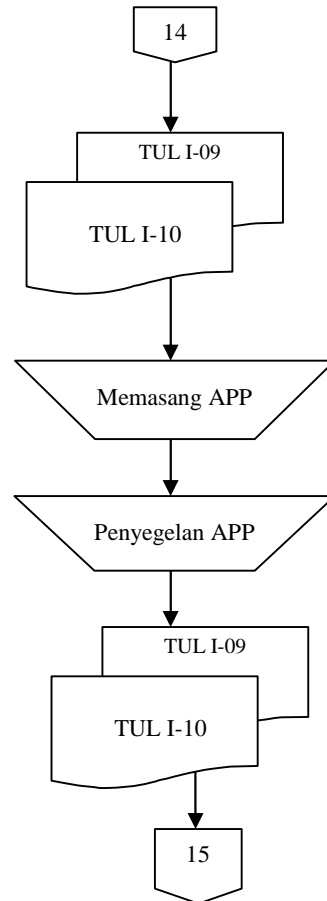 14
TUL I-09
TUL I-10
Memasang APP
Penyegelan APP
TUL I-09
TUL I-10
15